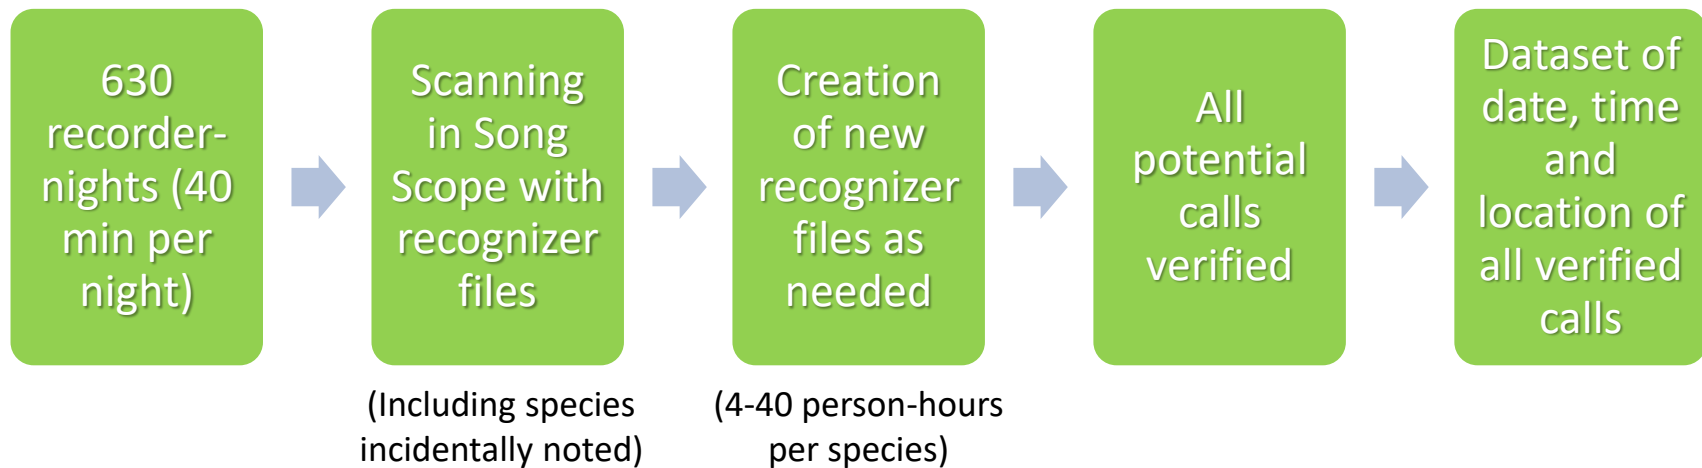 630
recorder-
nights (40
min per
night)
Scanning
in Song
Scope with
recognizer
files
(Including species
incidentally noted)
Creation
of new
recognizer
files as
needed
(4-40 person-hours
per species)
All
potential
calls
verified
Dataset of
date, time
and
location of
all verified
calls